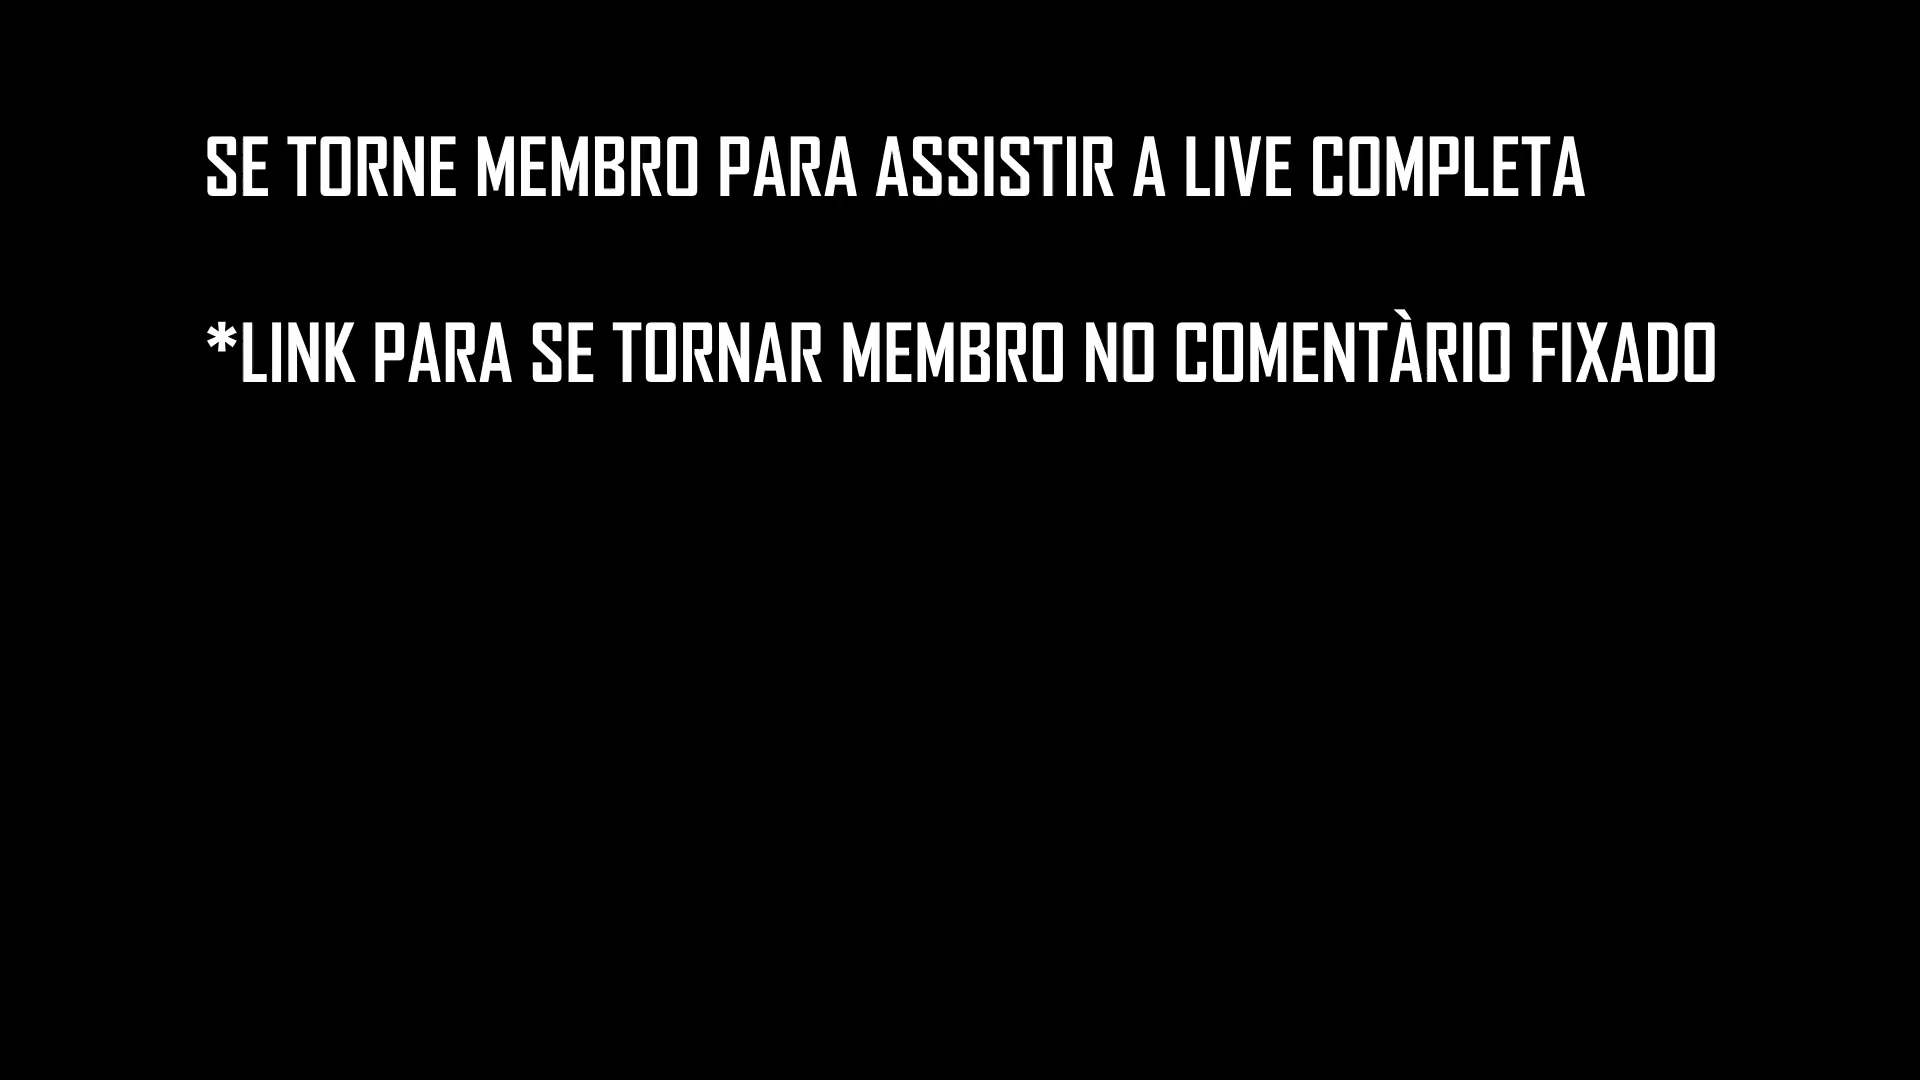 SE TORNE MEMBRO PARA ASSISTIR A LIVE COMPLETA
*LINK PARA SE TORNAR MEMBRO NO COMENTÀRIO FIXADO